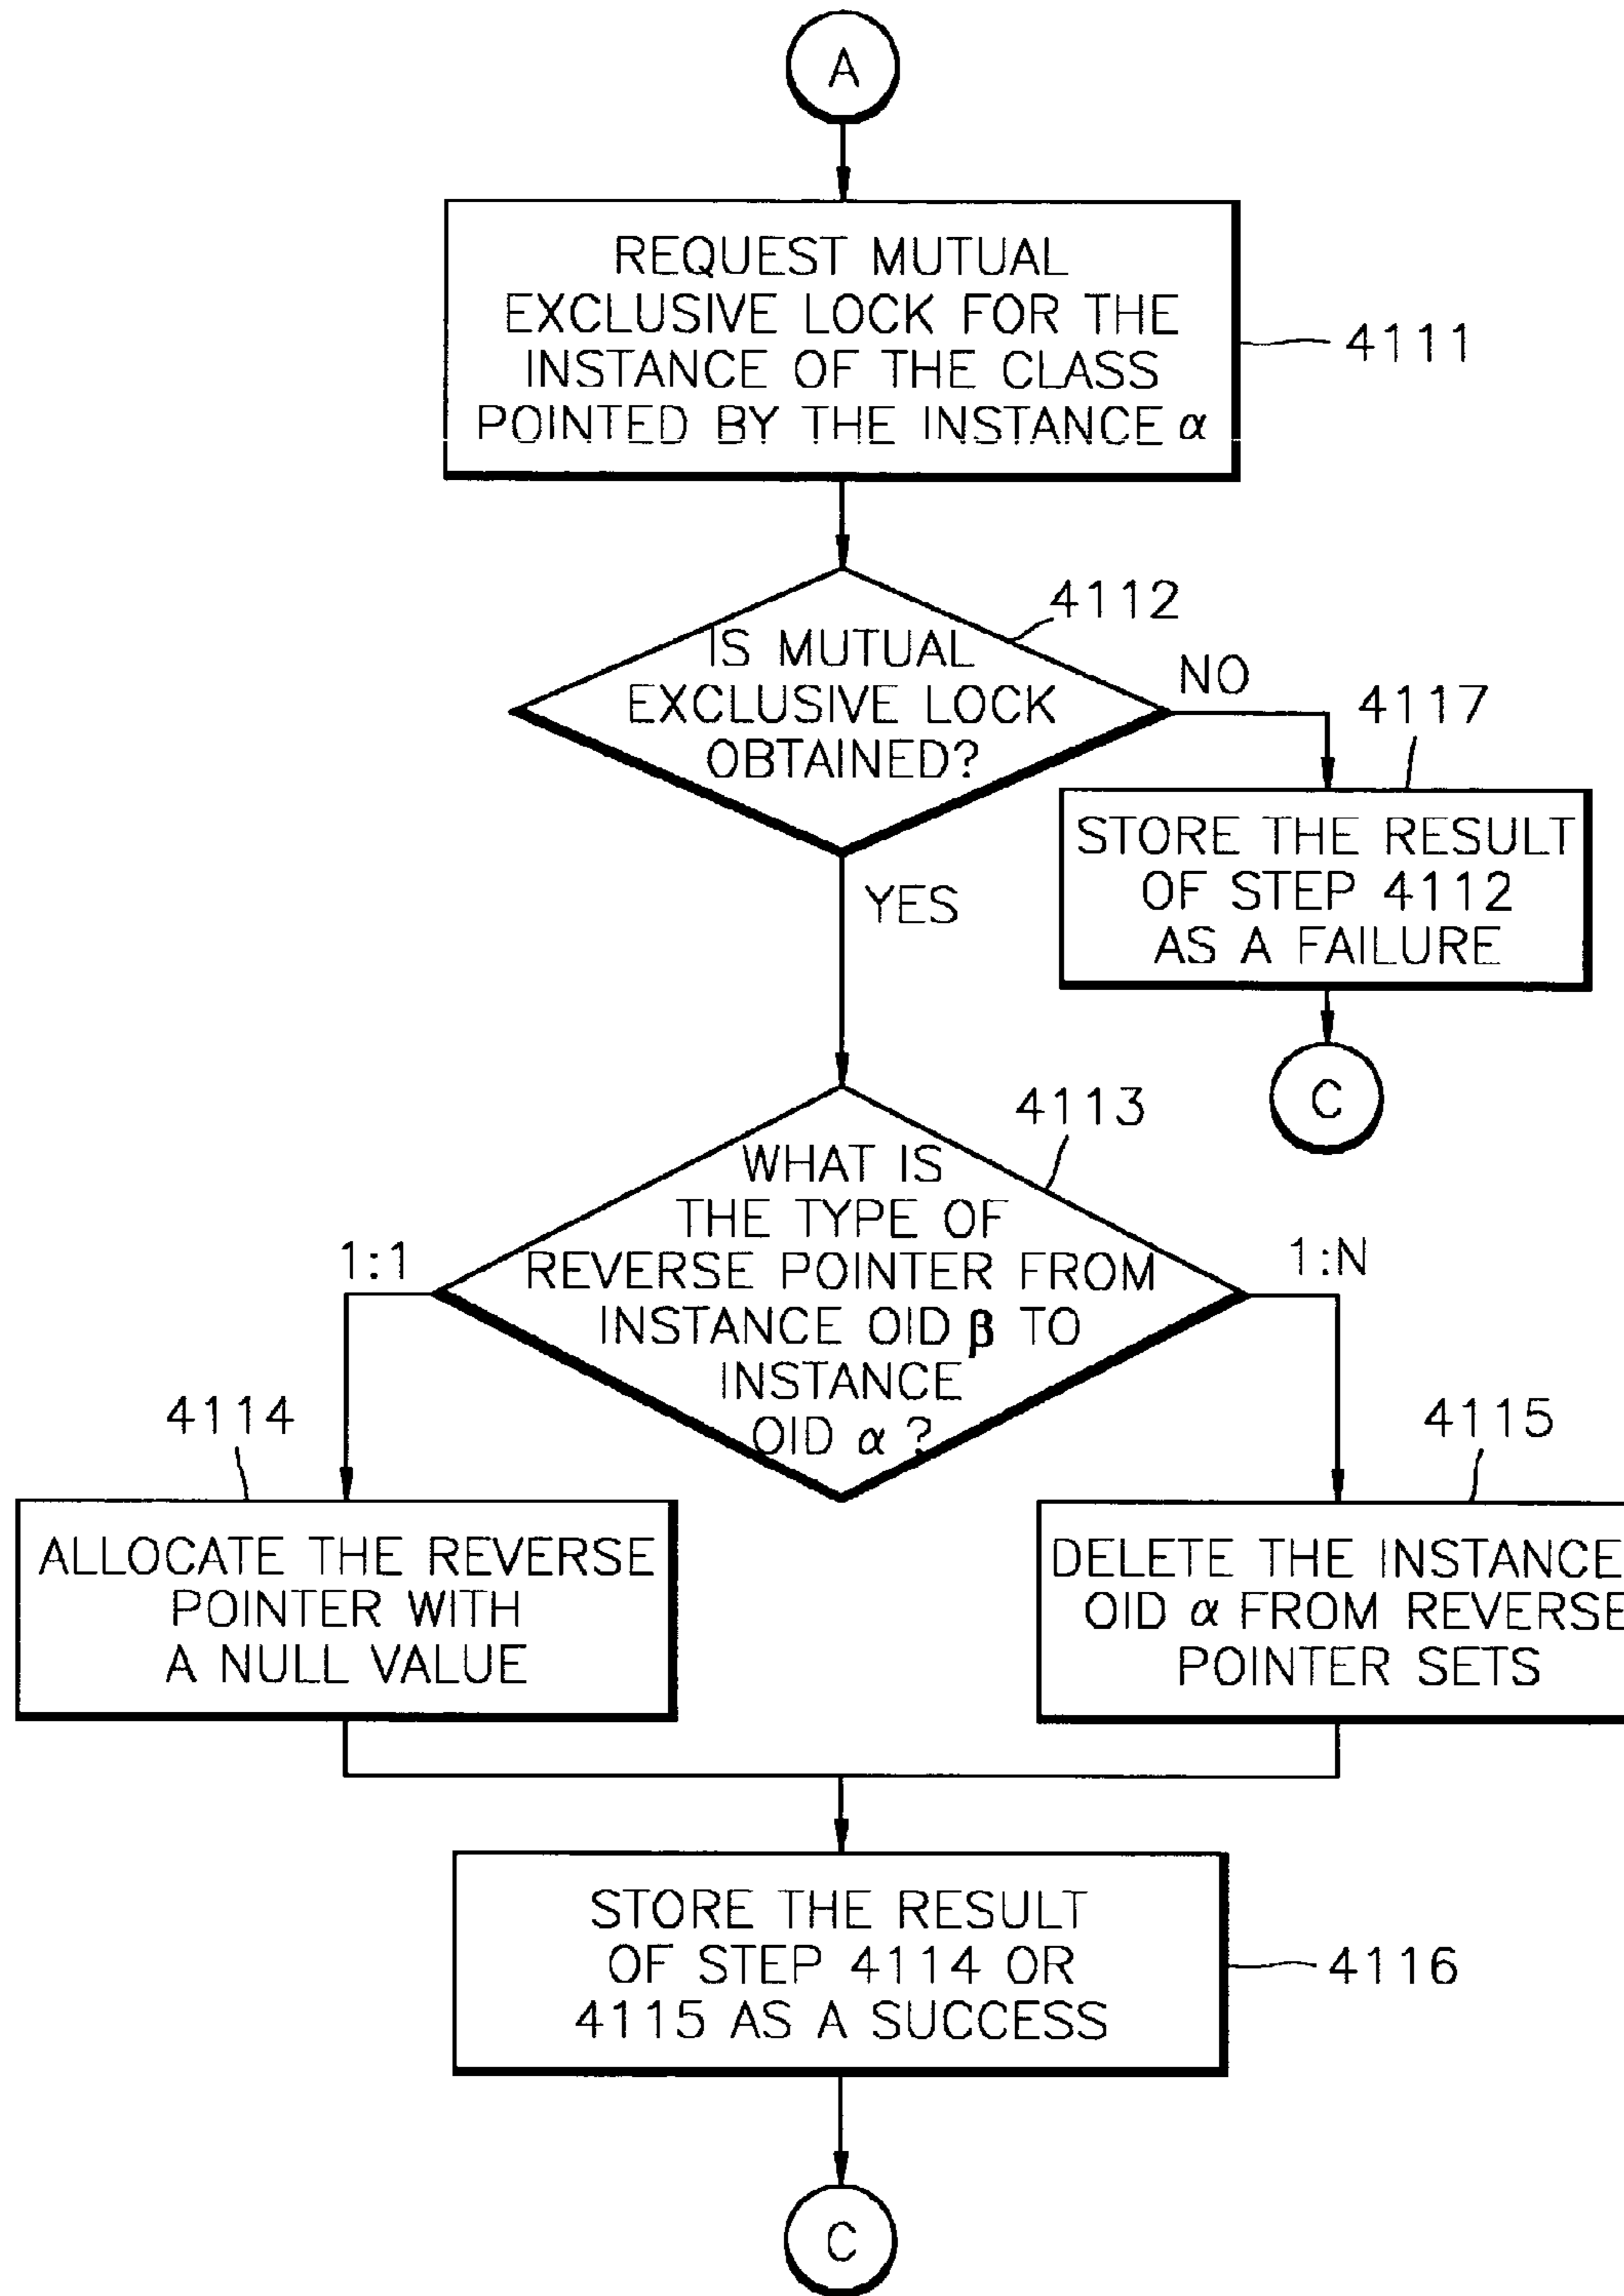 A
REQUEST MUTUAL
EXCLUSIVE LOCK FOR THE
INSTANCE OF THE CLASS
POINTED BY THE INSTANCE α
4111
4112
IS MUTUAL
EXCLUSIVE LOCK
OBTAINED?
NO
4117
STORE THE RESULT
OF STEP 4112
AS A FAILURE
YES
C
4113
WHAT IS
THE TYPE OF
REVERSE POINTER FROM
INSTANCE OID β TO
INSTANCE
OID α ?
1:1
1:N
4114
ALLOCATE THE REVERSE
POINTER WITH
A NULL VALUE
4115
DELETE THE INSTANCE
OID α FROM REVERSE
POINTER SETS
STORE THE RESULT
OF STEP 4114 OR
4115 AS A SUCCESS
4116
C